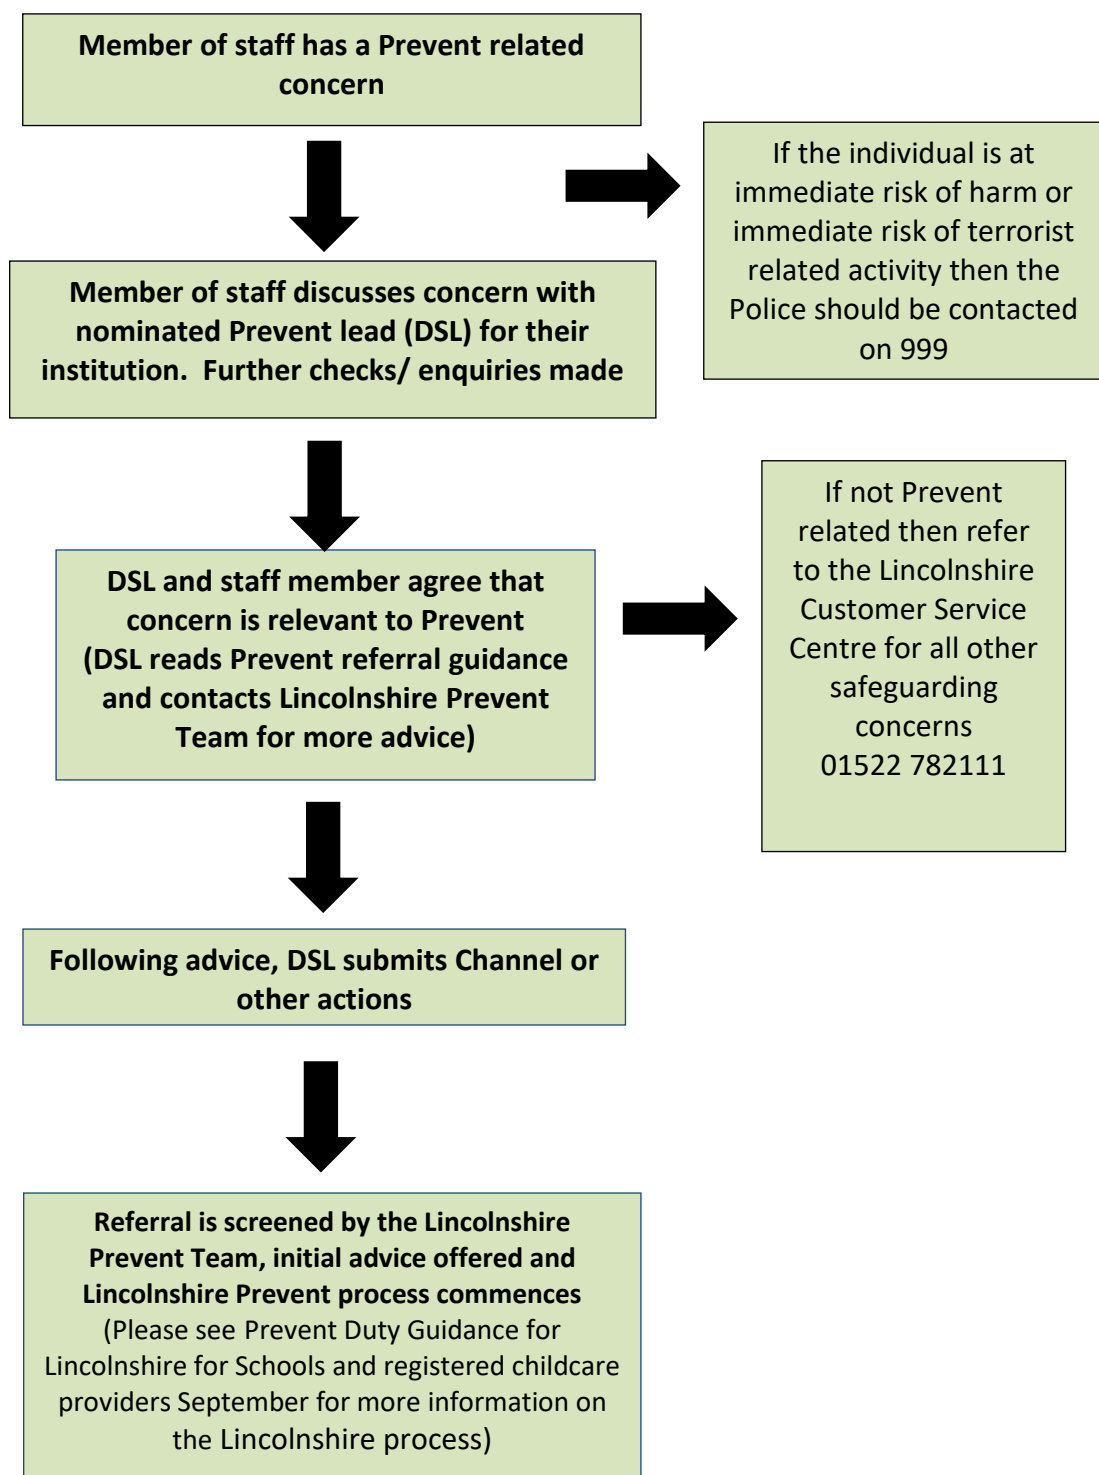 Member of staff has a Prevent related
concern
If the individual is at
immediate risk of harm or
immediate risk of terrorist
related activity then the
Police should be contacted
on 999
Member of staff discusses concern with
nominated Prevent lead (DSL) for their
institution.  Further checks/ enquiries made
DSL and staff member agree that
concern is relevant to Prevent
(DSL reads Prevent referral guidance
and contacts Lincolnshire Prevent
Team for more advice)
If not Prevent
related then refer
to the Lincolnshire
Customer Service
Centre for all other
safeguarding
concerns
01522 782111
Following advice, DSL submits Channel or
other actions
Referral is screened by the Lincolnshire
Prevent Team, initial advice offered and
Lincolnshire Prevent process commences
(Please see Prevent Duty Guidance for
Lincolnshire for Schools and registered childcare
providers September for more information on
the Lincolnshire process)